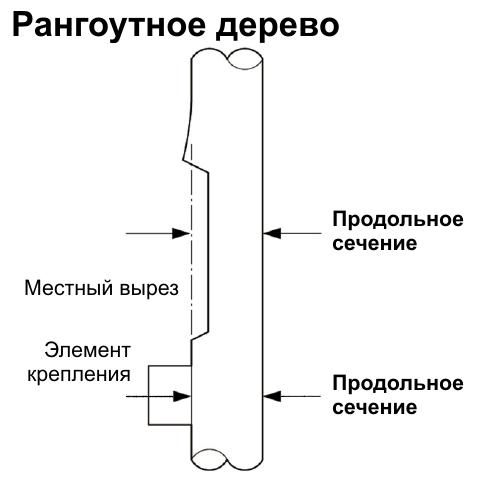 Рангоутное дерево
Продольное
сечение
Местный вырез
Элемент
крепления
Продольное
сечение